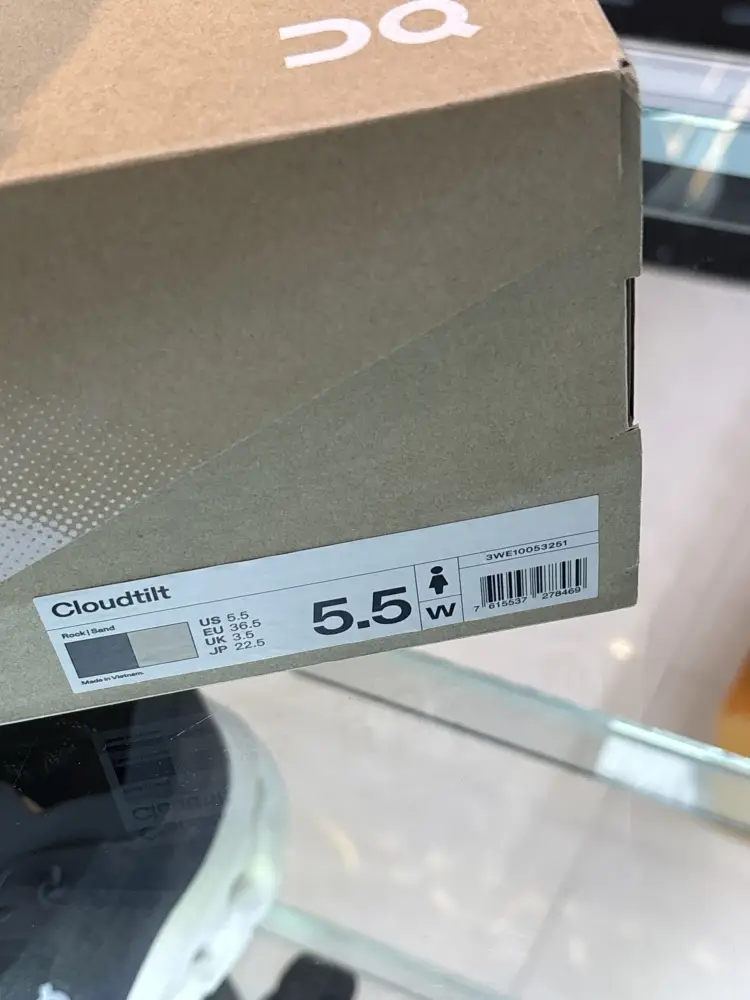 On
Cloudtilt
Rock | Sand
Made in Vietnam.
US 5.5
EU 36.5
UK 3.5
JP 22.5
5.5
W
3WE10053251
7 615537 278469